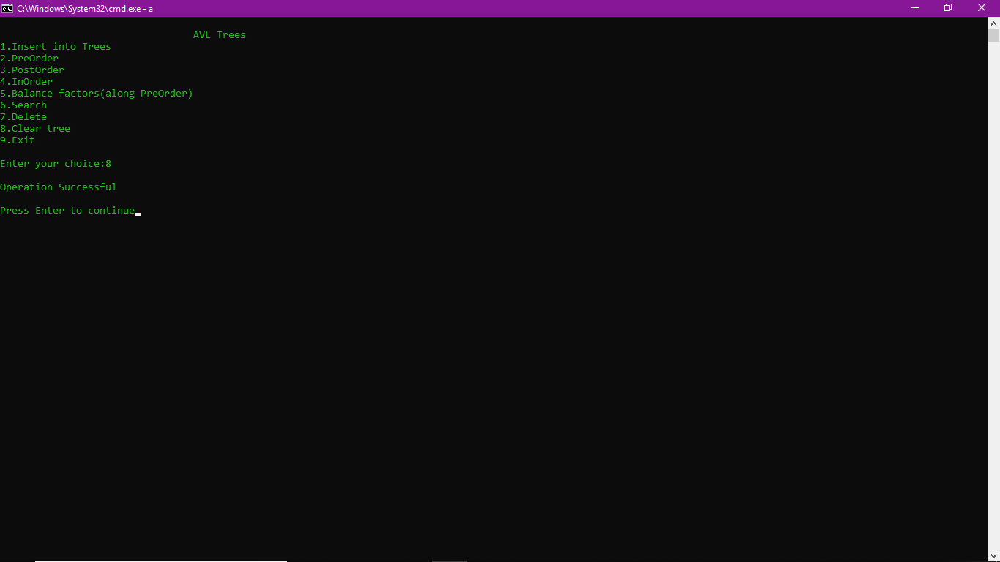 C:\Windows\System32\cmd.exe - a
AVL Trees
1.Insert into Trees
2.PreOrder
3.PostOrder
4.InOrder
5.Balance factors(along PreOrder)
6.Search
7.Delete
8.Clear tree
9.Exit
Enter your choice:8
Operation Successful
Press Enter to continue